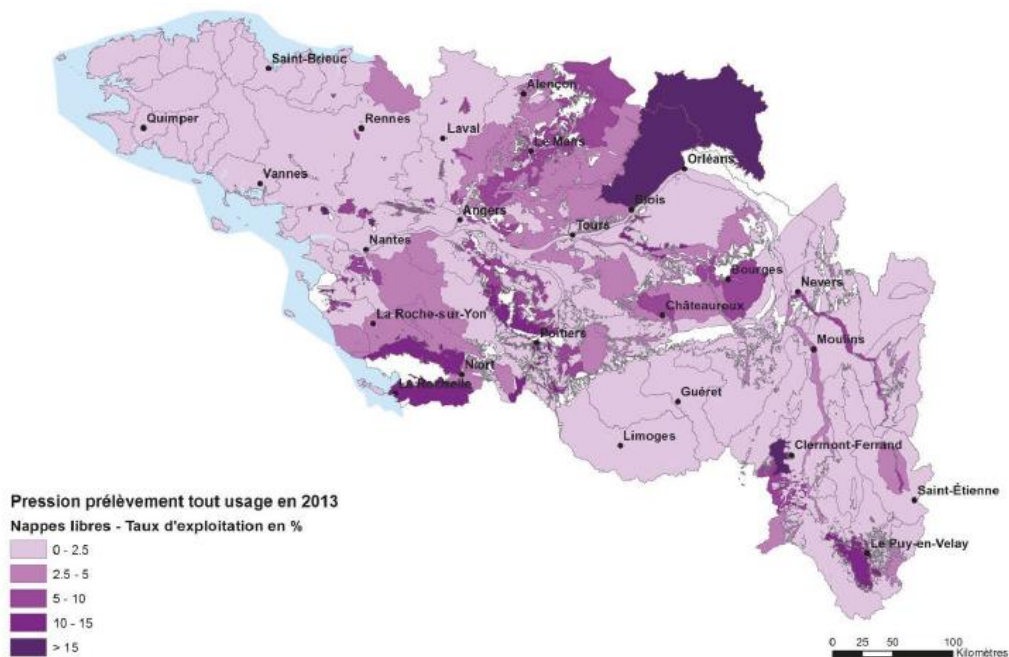 Saint-Brieuc
Alençon
Quimper
Rennes
Laval
Le Mans
Orléans
Vannes
Blois
Angers
Tours
Nantes
Bourges
Nevers
Châteauroux
La Roche-sur-Yon
Poitiers
Moulins
Niort
La Rochelle
Guéret
Limoges
Clermont-Ferrand
Saint-Étienne
Le Puy-en-Velay
Pression prélèvement tout usage en 2013
Nappes libres - Taux d'exploitation en %
0 - 2.5
2.5 - 5
5 - 10
10 - 15
> 15
0 25 50 100
Kilomètres